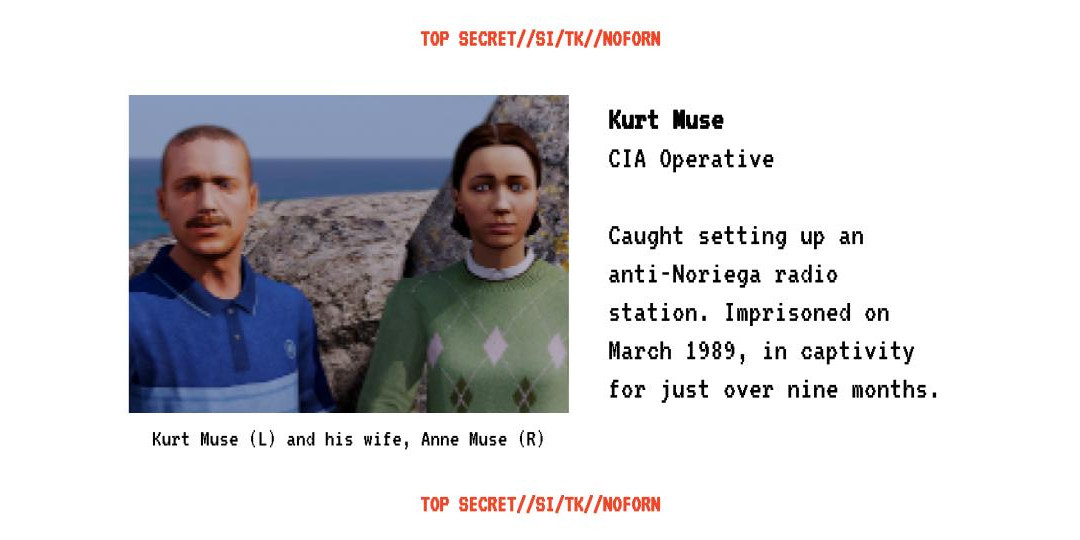 TOP SECRET//SI/TK//NOFORN
Kurt Muse
CIA Operative
Caught setting up an
anti-Noriega radio
station. Imprisoned on
March 1989, in captivity
for just over nine months.
Kurt Muse (L) and his wife, Anne Muse (R)
TOP SECRET//SI/TK//NOFORN